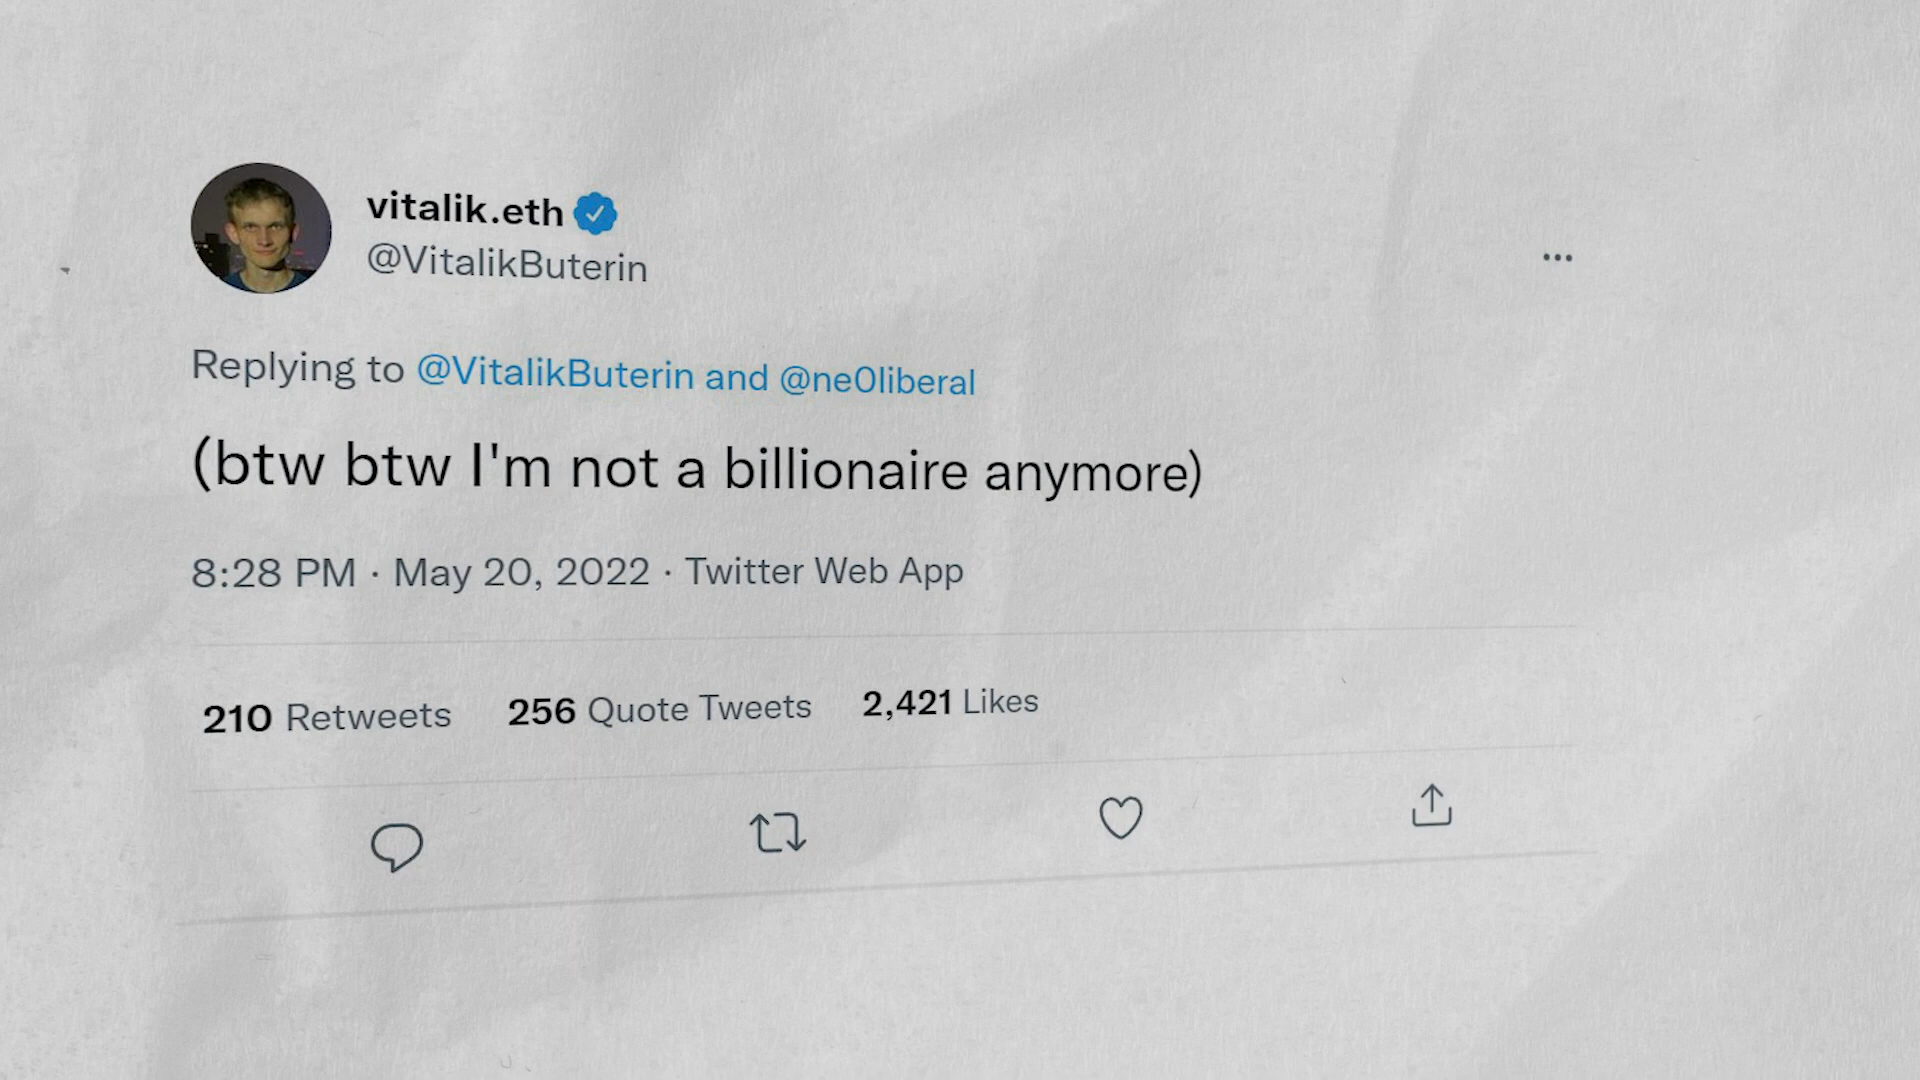 vitalik.eth
@VitalikButerin
Replying to @VitalikButerin and @ne0liberal
(btw btw I'm not a billionaire anymore)
8:28 PM · May 20, 2022 · Twitter Web App
210 Retweets 256 Quote Tweets 2,421 Likes